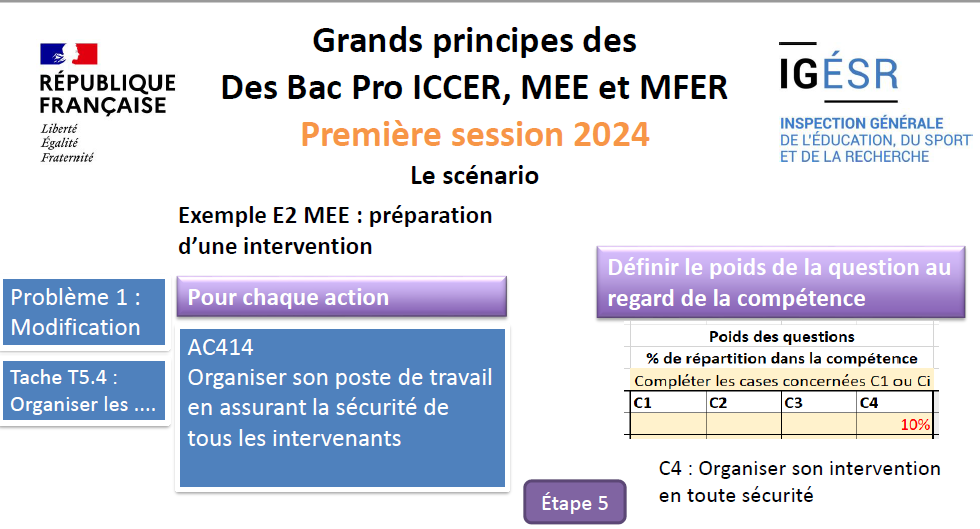 RÉPUBLIQUE
FRANÇAISE
Liberté
Égalité
Fraternité
Grands principes des
Des Bac Pro ICCER, MEE et MFER
Première session 2024
Le scénario
IGÉSR
INSPECTION GÉNÉRALE
DE L'ÉDUCATION, DU SPORT
ET DE LA RECHERCHE
Exemple E2 MEE : préparation
d'une intervention
Problème 1 :
Modification
Tache T5.4 :
Organiser les ....
Pour chaque action
AC414
Organiser son poste de travail
en assurant la sécurité de
tous les intervenants
Définir le poids de la question au
regard de la compétence
Poids des questions
% de répartition dans la compétence
Compléter les cases concernées C1 ou Ci
C1 C2 C3 C4
10%
C4 : Organiser son intervention
en toute sécurité
Étape 5